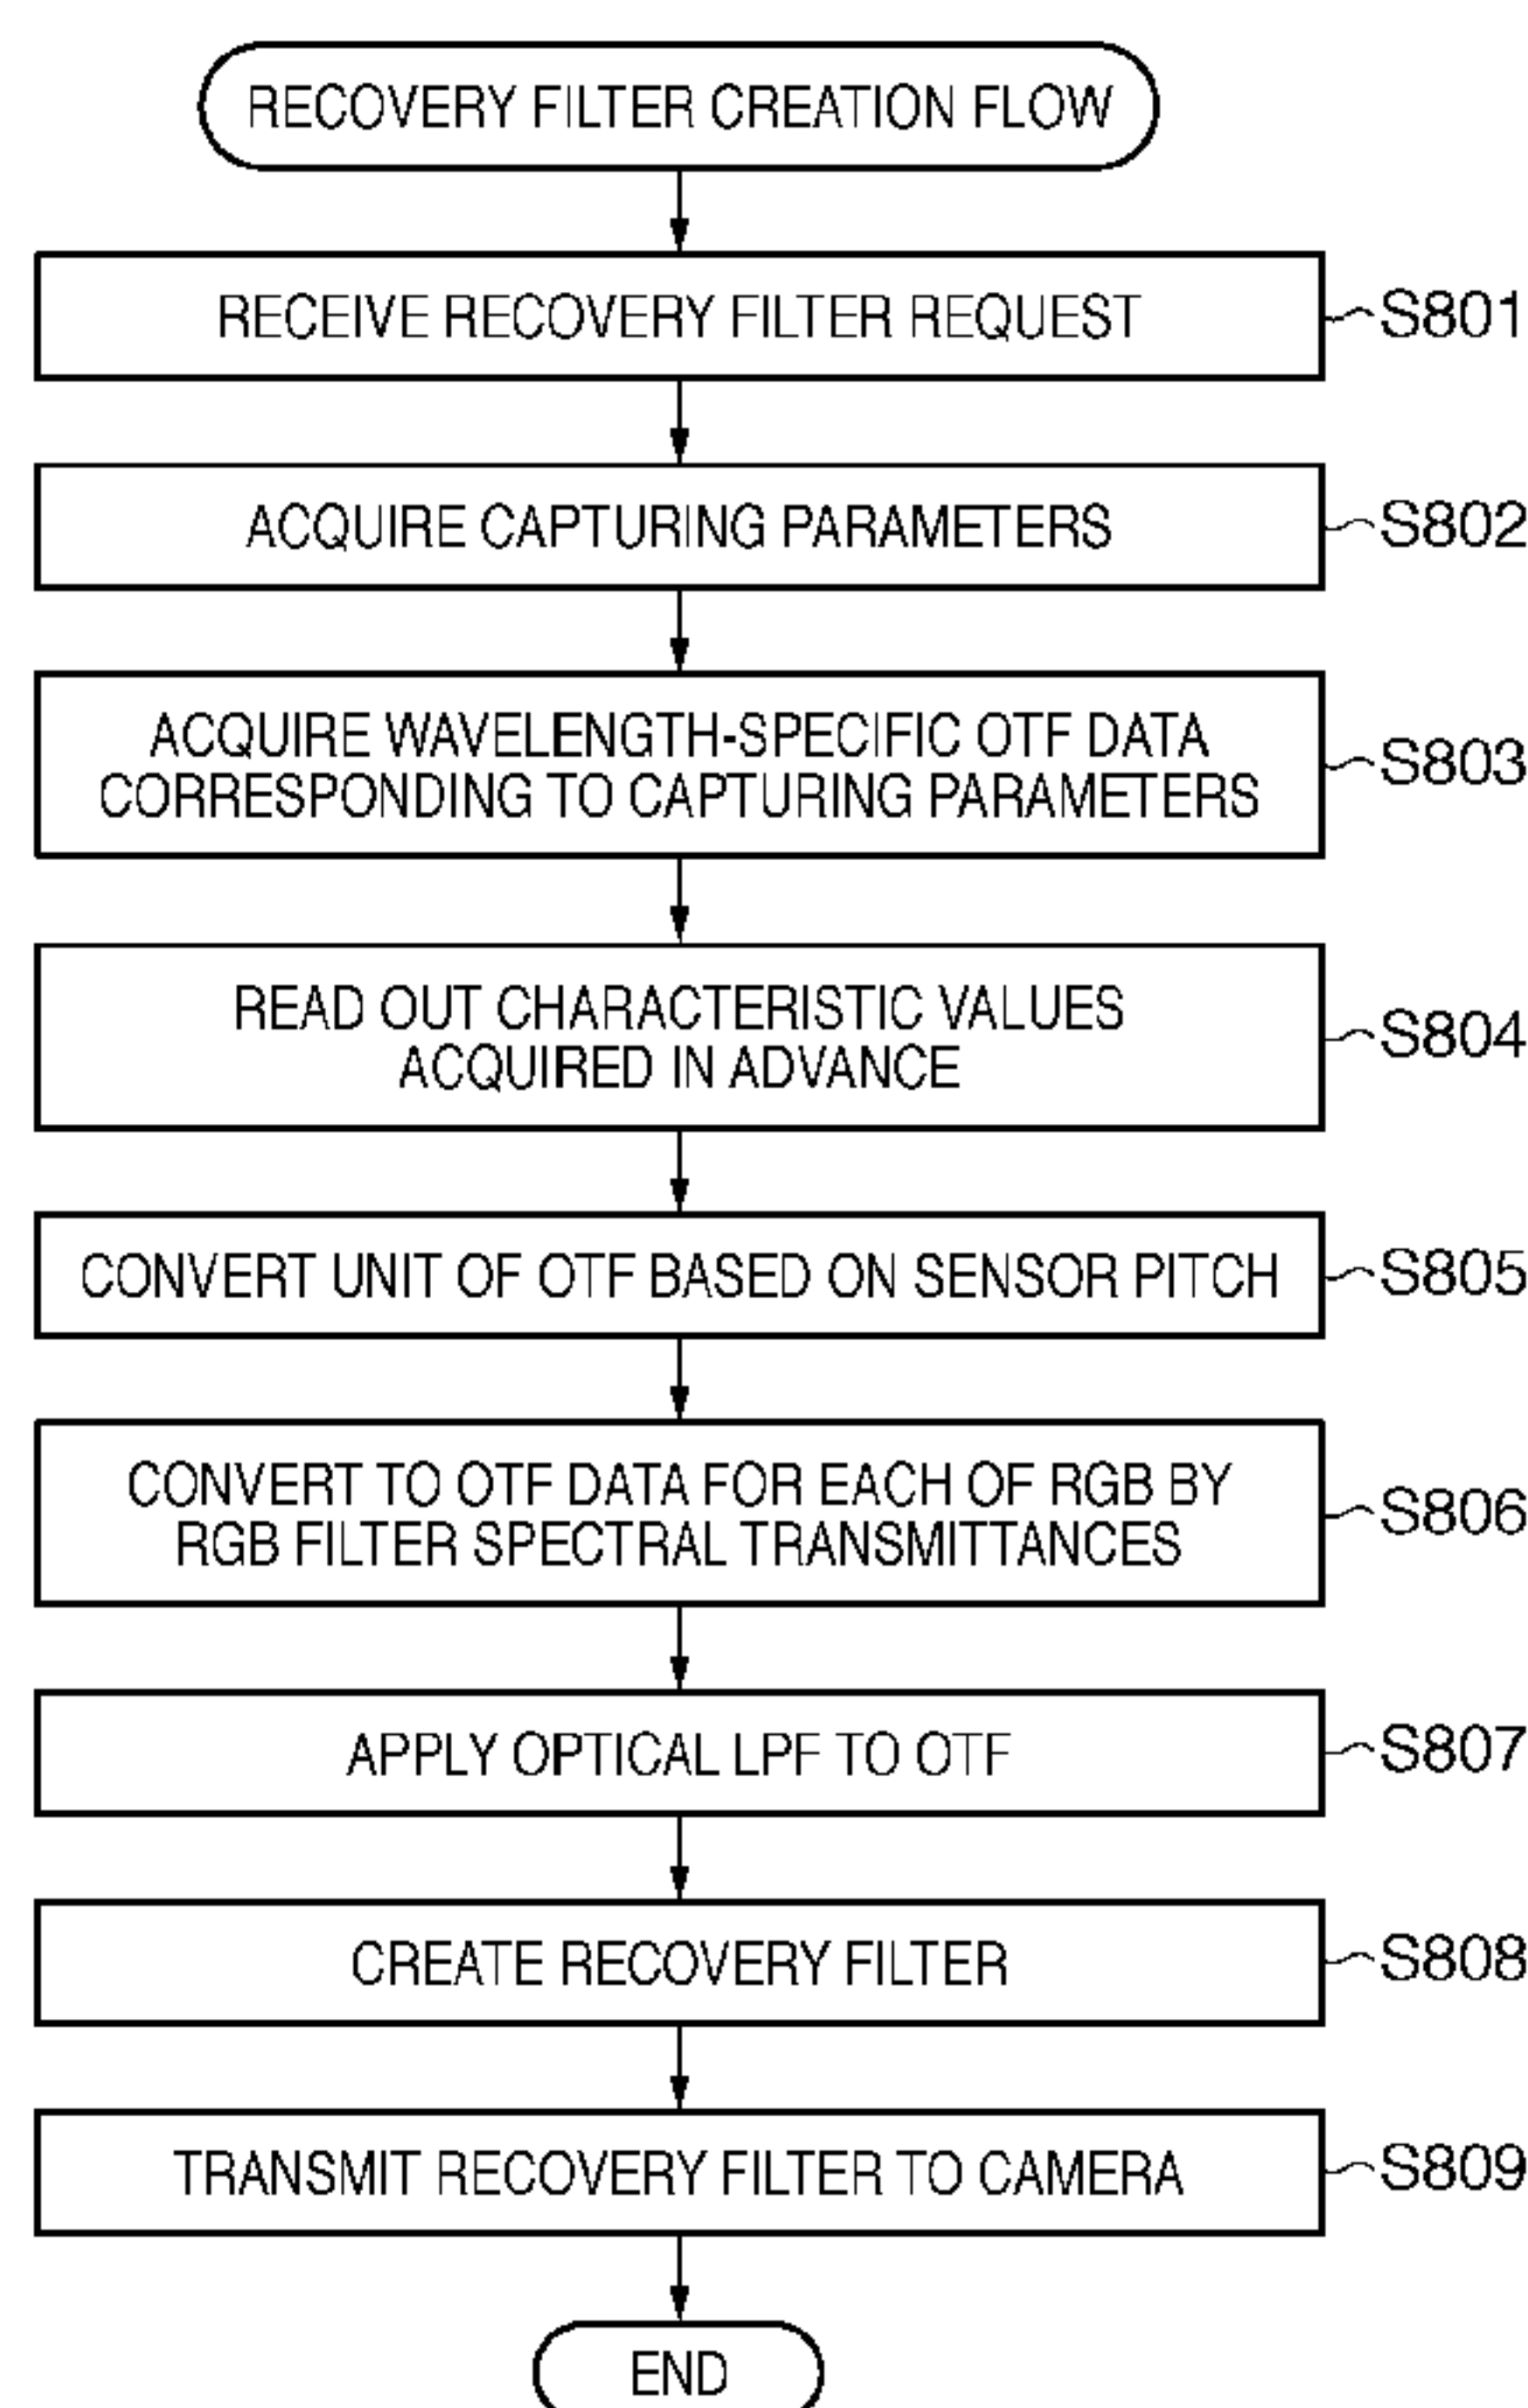 RECOVERY FILTER CREATION FLOW
RECEIVE RECOVERY FILTER REQUEST
S801
ACQUIRE CAPTURING PARAMETERS
S802
ACQUIRE WAVELENGTH-SPECIFIC OTF DATA
CORRESPONDING TO CAPTURING PARAMETERS
S803
READ OUT CHARACTERISTIC VALUES
ACQUIRED IN ADVANCE
S804
CONVERT UNIT OF OTF BASED ON SENSOR PITCH
S805
CONVERT TO OTF DATA FOR EACH OF RGB BY
RGB FILTER SPECTRAL TRANSMITTANCES
S806
APPLY OPTICAL LPF TO OTF
S807
CREATE RECOVERY FILTER
S808
TRANSMIT RECOVERY FILTER TO CAMERA
S809
END